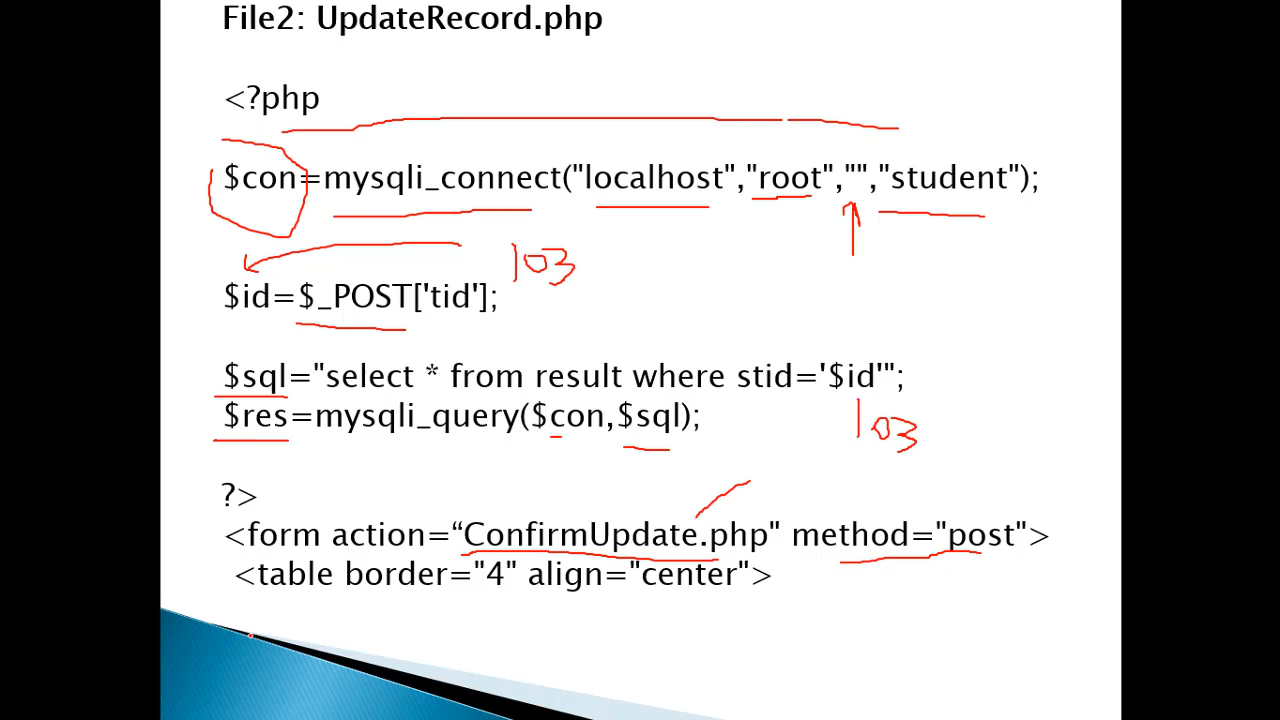 File2: UpdateRecord.php
<?php
$con=mysqli_connect("localhost","root","","student");
103
$id=$_POST['tid'];
$sql="select * from result where stid='$id'";
$res=mysqli_query($con,$sql);
103
?>
<form action=“ConfirmUpdate.php" method="post">
<table border="4" align="center">